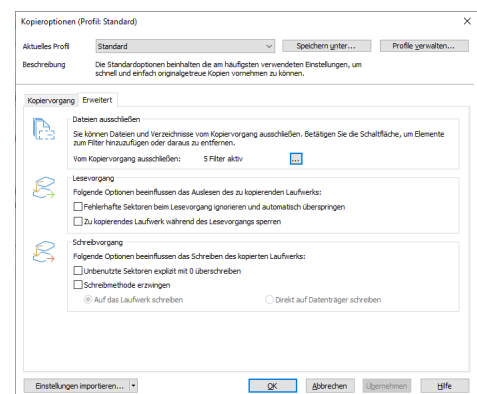 Kopieroptionen (Profil: Standard)
Aktuelles Profil
Standard
Speichern unter...
Profile verwalten...
Beschreibung
Die Standardoptionen beinhalten die am häufigsten verwendeten Einstellungen, um
schnell und einfach originalgetreue Kopien vornehmen zu können.
Kopiervorgang
Erweitert
Dateien ausschließen
Sie können Dateien und Verzeichnisse vom Kopiervorgang ausschließen. Betätigen Sie die Schaltfläche, um Elemente
zum Filter hinzuzufügen oder daraus zu entfernen.
Vom Kopiervorgang ausschließen:
5 Filter aktiv
...
Lesevorgang
Folgende Optionen beeinflussen das Auslesen des zu kopierenden Laufwerks:
Fehlerhafte Sektoren beim Lesevorgang ignorieren und automatisch überspringen
Zu kopierendes Laufwerk während des Lesevorgangs sperren
Schreibvorgang
Folgende Optionen beeinflussen das Schreiben des kopierten Laufwerks:
Unbenutzte Sektoren explizit mit 0 überschreiben
Schreibmethode erzwingen
Auf das Laufwerk schreiben
Direkt auf Datenträger schreiben
Einstellungen importieren...
OK
Abbrechen
Übernehmen
Hilfe